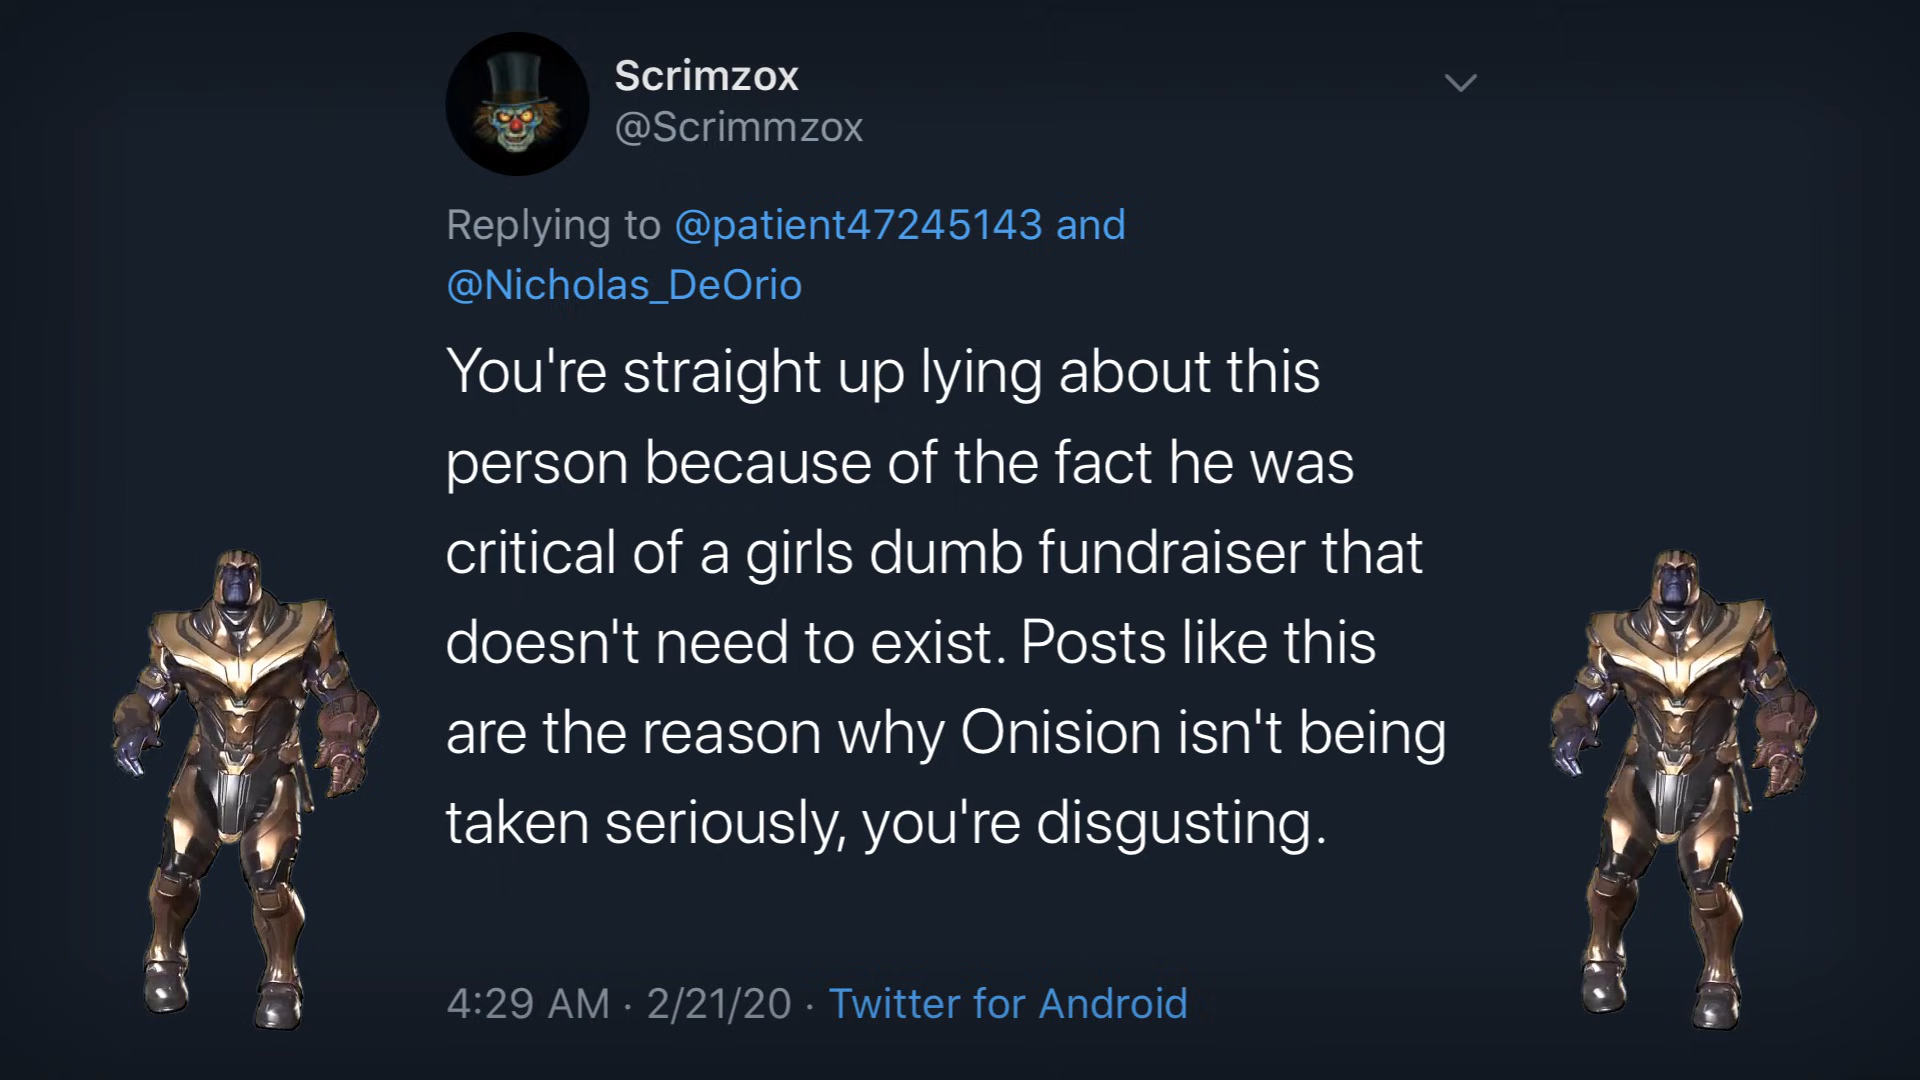 Scrimzox
@Scrimmzox
Replying to @patient47245143 and
@Nicholas_DeOrio
You're straight up lying about this
person because of the fact he was
critical of a girls dumb fundraiser that
doesn't need to exist. Posts like this
are the reason why Onision isn't being
taken seriously, you're disgusting.
4:29 AM · 2/21/20 · Twitter for Android